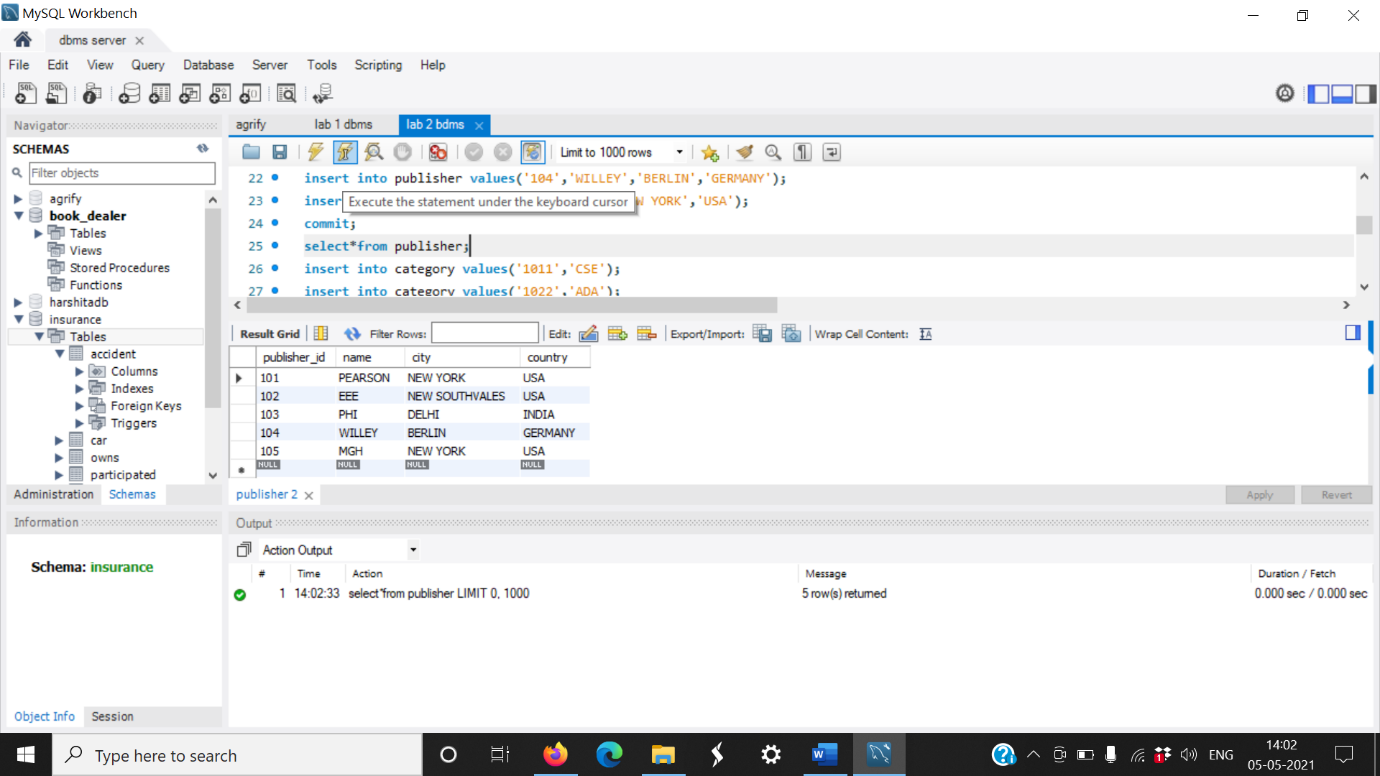 MySQL Workbench
dbms server
File Edit View Query Database Server Tools Scripting Help
Navigator
SCHEMAS
Filter objects
agrify
book_dealer
Tables
Views
Stored Procedures
Functions
harshitadb
insurance
Tables
accident
Columns
Indexes
Foreign Keys
Triggers
car
owns
participated
Administration Schemas
Information
Schema: insurance
Object Info Session
agrify lab 1 dbms lab 2 bdms
Limit to 1000 rows
22 insert into publisher values('104','WILLEY','BERLIN','GERMANY');
23 inser W YORK','USA');
Execute the statement under the keyboard cursor
24 commit;
25 select*from publisher;
26 insert into category values('1011','CSE');
27 insert into category values('1022','ADA');
Result Grid Filter Rows: Edit: Export/Import: Wrap Cell Content:
publisher_id name city country
101 PEARSON NEW YORK USA
102 EEE NEW SOUTHVALES USA
103 PHI DELHI INDIA
104 WILLEY BERLIN GERMANY
105 MGH NEW YORK USA
NULL NULL NULL NULL
publisher 2 Apply Revert
Output
Action Output
# Time Action Message Duration / Fetch
1 14:02:33 select*from publisher LIMIT 0, 1000 5 row(s) returned 0.000 sec / 0.000 sec
Type here to search
ENG
14:02
05-05-2021